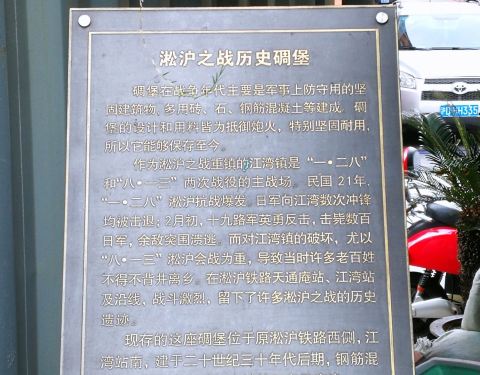 淞沪之战历史碉堡
碉堡在战争年代主要是军事上防守用的坚
固建筑物,多用砖、石、钢筋混凝土等建成。碉
堡的设计和用料皆为抵御炮火,特别坚固耐用,
所以它能够保存至今。
作为淞沪之战重镇的江湾镇是“一·二八”
和“八·一三”两次战役的主战场。民国21年,
“一·二八”淞沪抗战爆发,日军向江湾数次冲锋
均被击退;2月初,十九路军英勇反击,击毙数百
日军,余敌突围溃逃。而对江湾镇的破坏,尤以
“八·一三”淞沪会战为重,导致当时许多老百姓
不得不背井离乡。在淞沪铁路天通庵站、江湾站
及沿线,战斗激烈,留下了许多淞沪之战的历史
遗迹。
现存的这座碉堡位于原淞沪铁路西侧,江
湾站南,建于二十世纪三十年代后期,钢筋混